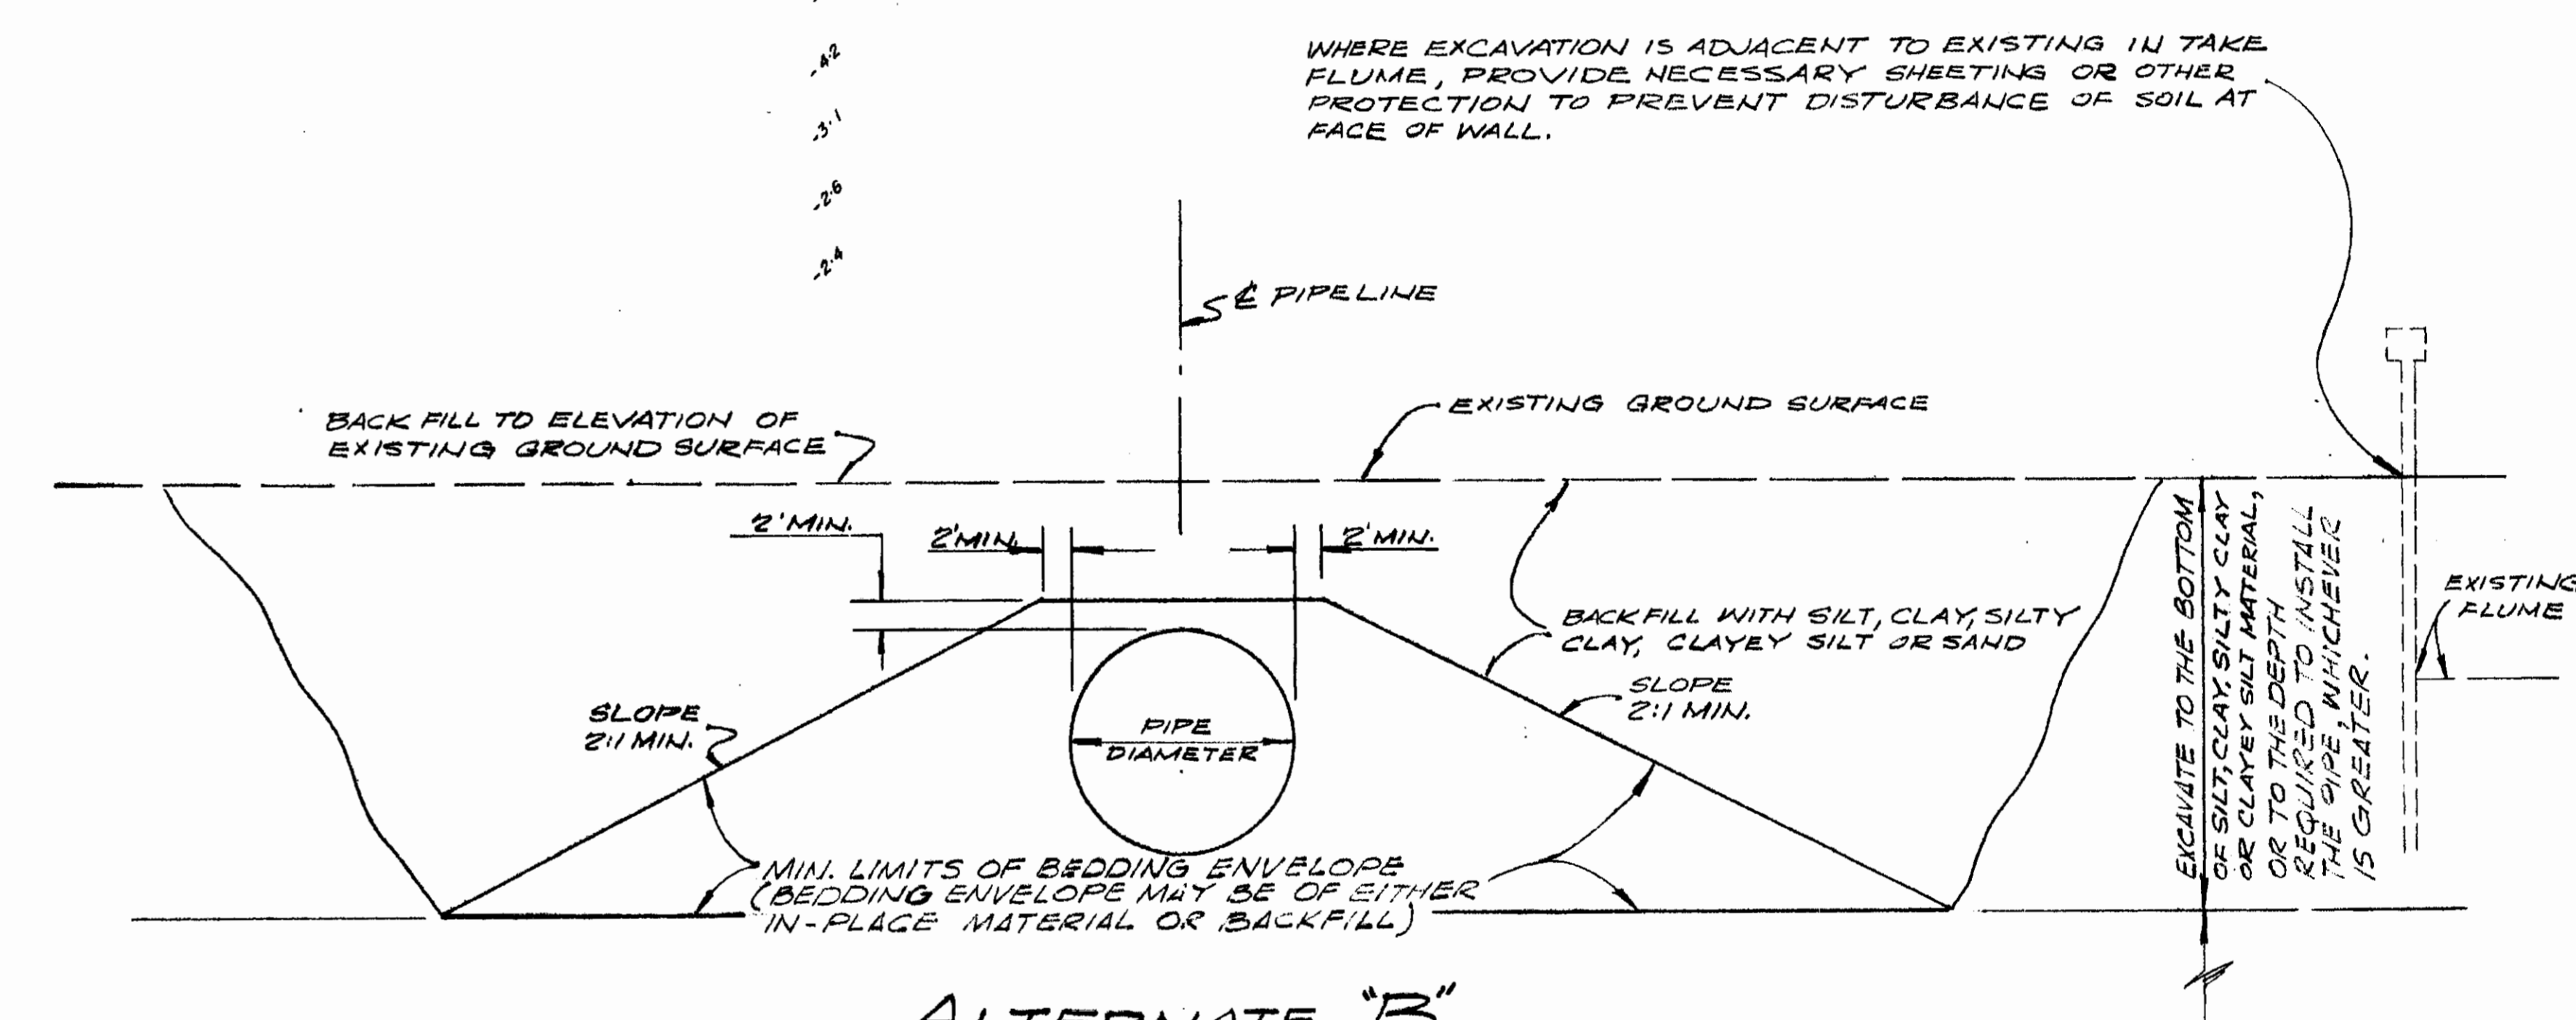 -4.2
-3.1
-2.6
-2.4
WHERE EXCAVATION IS ADJACENT TO EXISTING IN TAKE
FLUME, PROVIDE NECESSARY SHEETING OR OTHER
PROTECTION TO PREVENT DISTURBANCE OF SOIL AT
FACE OF WALL.
℄ PIPELINE
BACK FILL TO ELEVATION OF
EXISTING GROUND SURFACE
EXISTING GROUND SURFACE
2' MIN.
2' MIN.
2' MIN.
BACKFILL WITH SILT, CLAY, SILTY
CLAY, CLAYEY SILT OR SAND
SLOPE
2:1 MIN.
SLOPE
2:1 MIN.
PIPE
DIAMETER
MIN. LIMITS OF BEDDING ENVELOPE
(BEDDING ENVELOPE MAY BE OF EITHER
IN-PLACE MATERIAL OR BACKFILL)
EXCAVATE TO THE BOTTOM
OF SILT, CLAY, SILTY CLAY
OR CLAYEY SILT MATERIAL,
OR TO THE DEPTH
REQUIRED TO INSTALL
THE PIPE, WHICHEVER
IS GREATER.
EXISTING
FLUME
ALTERNATE "B"